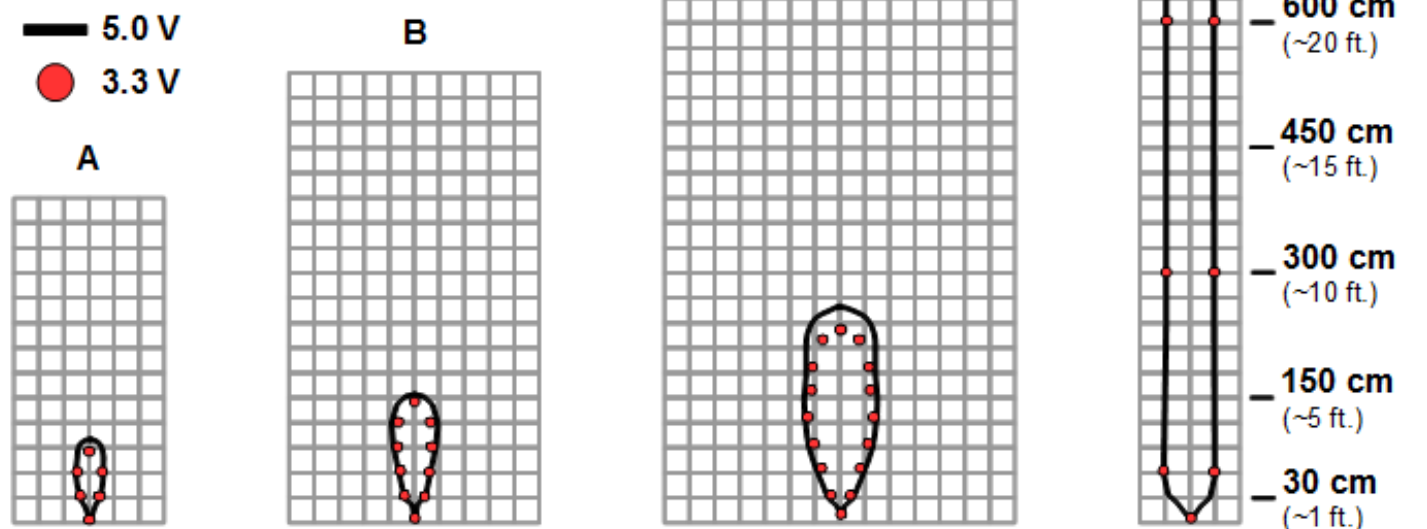 5.0 V
3.3 V
A
B
600 cm
(~20 ft.)
450 cm
(~15 ft.)
300 cm
(~10 ft.)
150 cm
(~5 ft.)
30 cm
(~1 ft.)